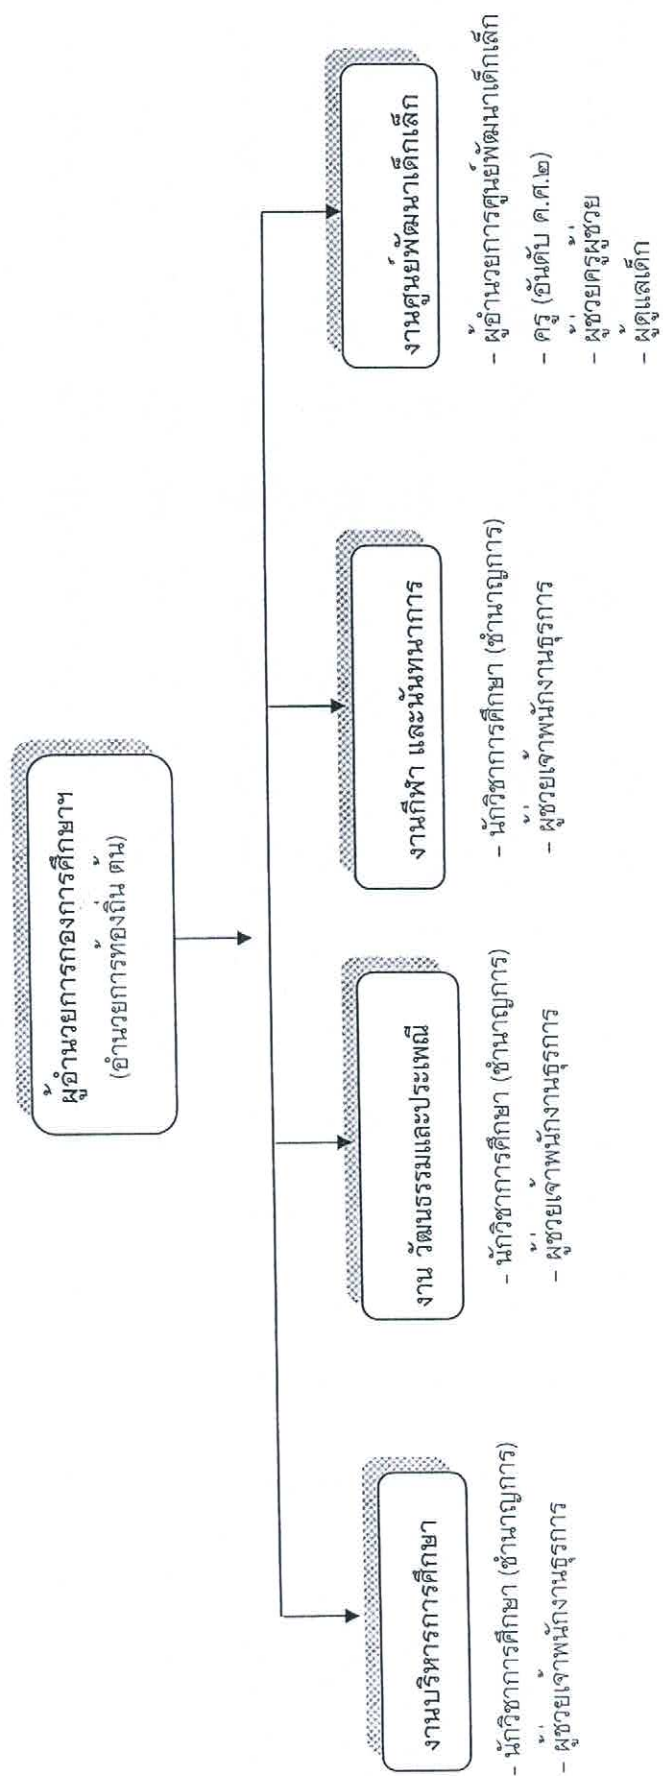 ผู้อำนวยการกองการศึกษาฯ
(อำนวยการท้องถิ่น ต้น)
งานบริหารการศึกษา
- นักวิชาการศึกษา (ชำนาญการ)
- ผู้ช่วยเจ้าพนักงานธุรการ
งาน วัฒนธรรมและประเพณี
- นักวิชาการศึกษา (ชำนาญการ)
- ผู้ช่วยเจ้าพนักงานธุรการ
งานกีฬา และนันทนาการ
- นักวิชาการศึกษา (ชำนาญการ)
- ผู้ช่วยเจ้าพนักงานธุรการ
งานศูนย์พัฒนาเด็กเล็ก
- ผู้อำนวยการศูนย์พัฒนาเด็กเล็ก
- ครู (อันดับ ค.ศ.๒)
- ผู้ช่วยครูผู้ช่วย
- ผู้ดูแลเด็ก